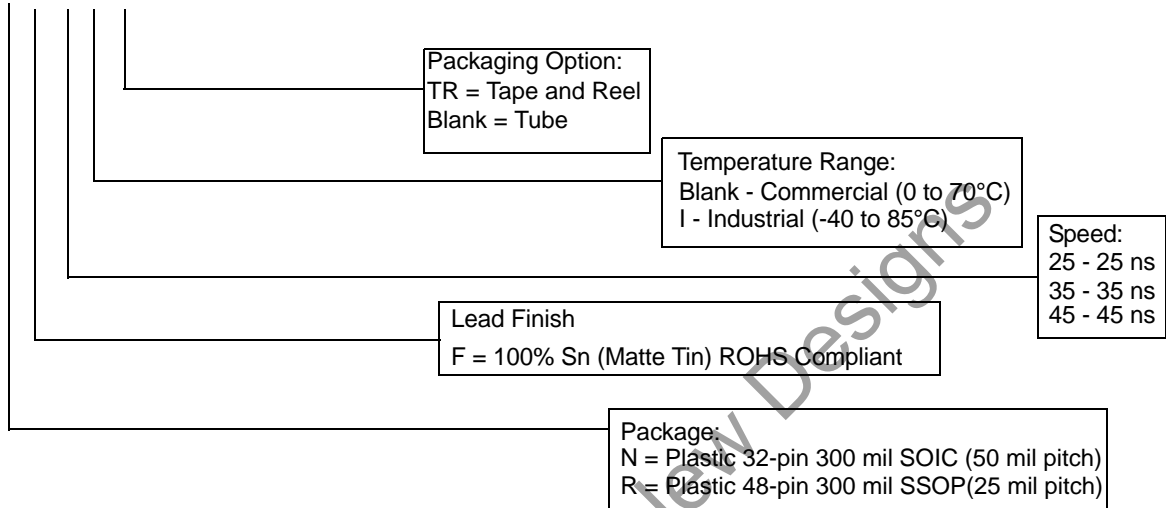 Packaging Option:
TR = Tape and Reel
Blank = Tube
Temperature Range:
Blank - Commercial (0 to 70°C)
I - Industrial (-40 to 85°C)
Speed:
25 - 25 ns
35 - 35 ns
45 - 45 ns
Lead Finish
F = 100% Sn (Matte Tin) ROHS Compliant
Package:
N = Plastic 32-pin 300 mil SOIC (50 mil pitch)
R = Plastic 48-pin 300 mil SSOP(25 mil pitch)
New Designs